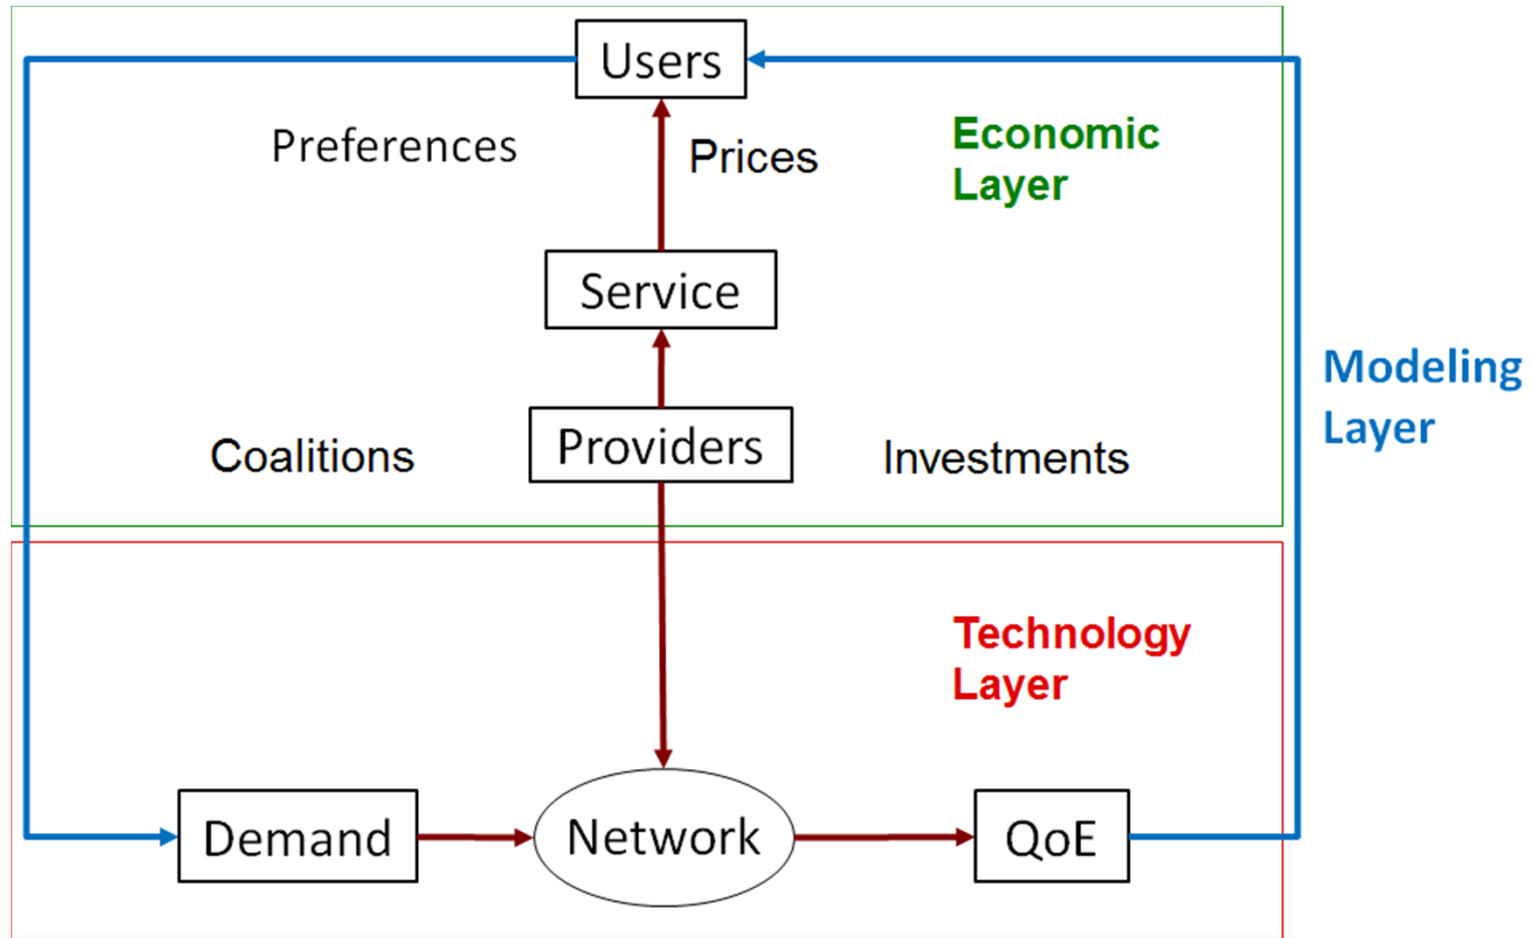 Users
Preferences
Prices
Economic
Layer
Service
Modeling
Layer
Coalitions
Providers
Investments
Technology
Layer
Demand
Network
QoE